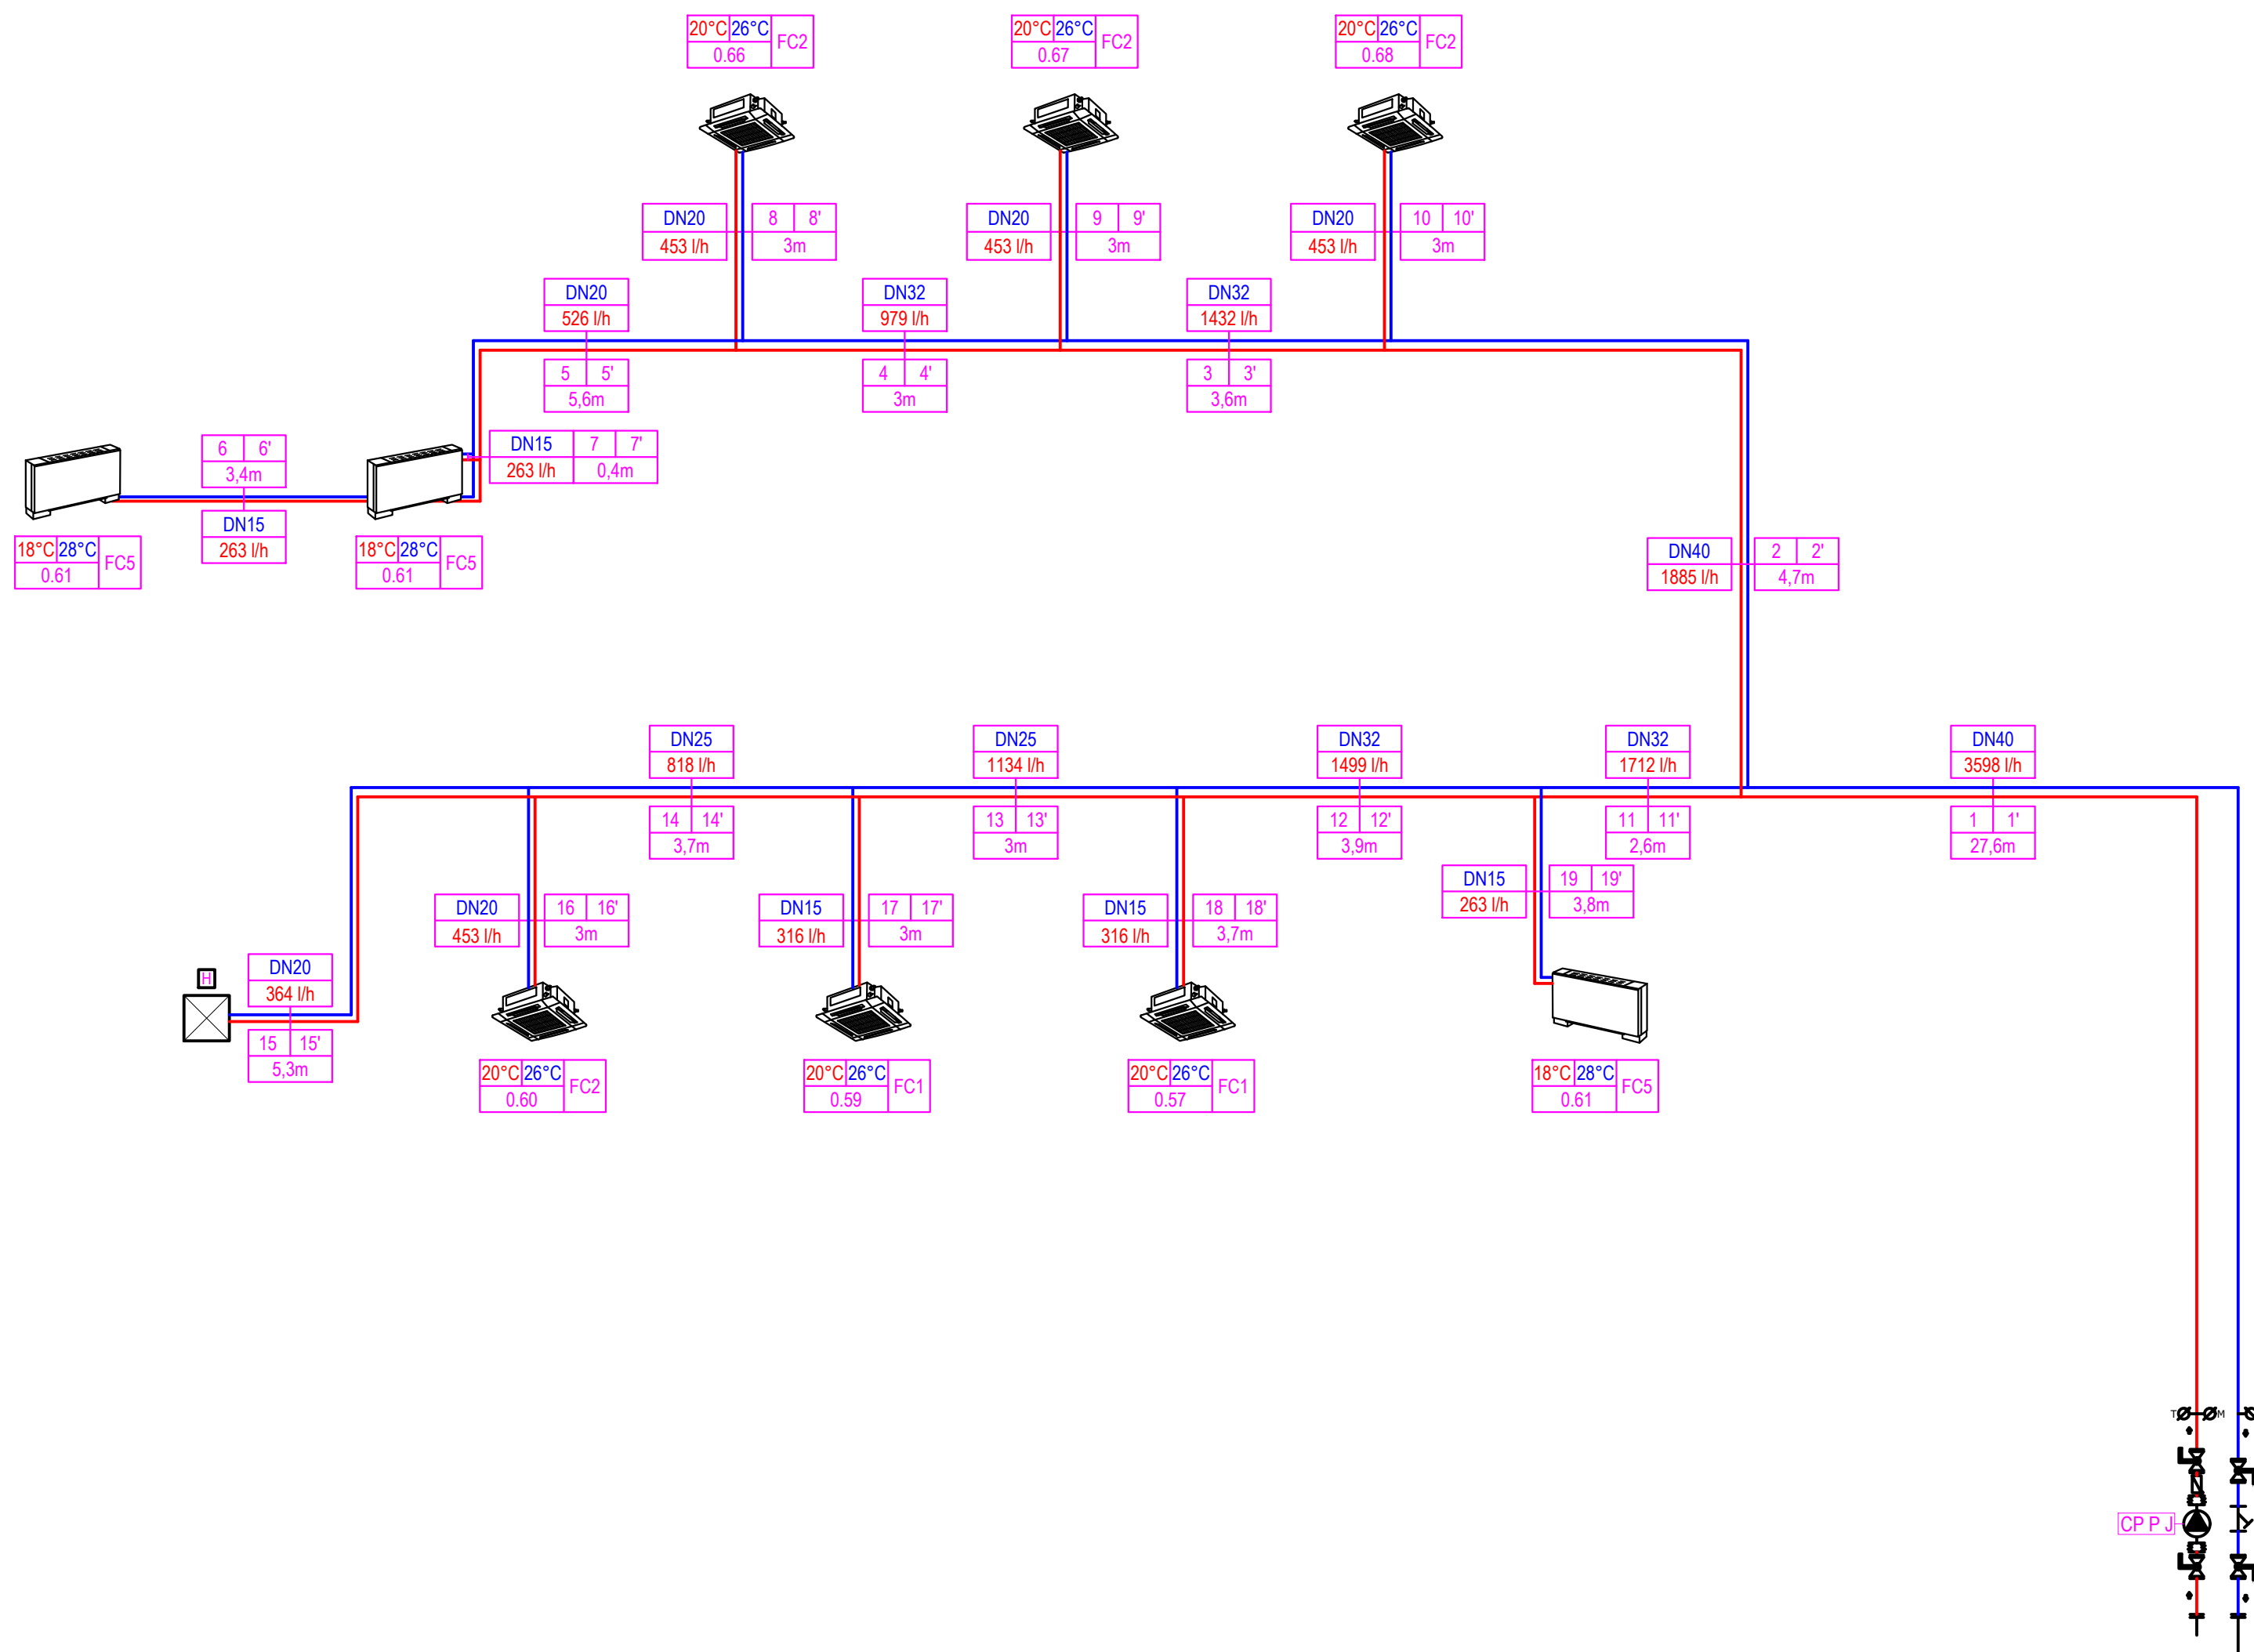 20°C 26°C FC2
0.66
20°C 26°C FC2
0.67
20°C 26°C FC2
0.68
DN20 8 8'
453 l/h 3m
DN20 9 9'
453 l/h 3m
DN20 10 10'
453 l/h 3m
DN20
526 l/h
5 5'
5,6m
DN32
979 l/h
4 4'
3m
DN32
1432 l/h
3 3'
3,6m
6 6'
3,4m
DN15
263 l/h
DN15 7 7'
263 l/h 0,4m
18°C 28°C FC5
0.61
18°C 28°C FC5
0.61
DN40 2 2'
1885 l/h 4,7m
DN25
818 l/h
14 14'
3,7m
DN25
1134 l/h
13 13'
3m
DN32
1499 l/h
12 12'
3,9m
DN32
1712 l/h
11 11'
2,6m
DN40
3598 l/h
1 1'
27,6m
DN20 16 16'
453 l/h 3m
DN15 17 17'
316 l/h 3m
DN15 18 18'
316 l/h 3,7m
DN15 19 19'
263 l/h 3,8m
H
DN20
364 l/h
15 15'
5,3m
20°C 26°C FC2
0.60
20°C 26°C FC1
0.59
20°C 26°C FC1
0.57
18°C 28°C FC5
0.61
T M
CP P J